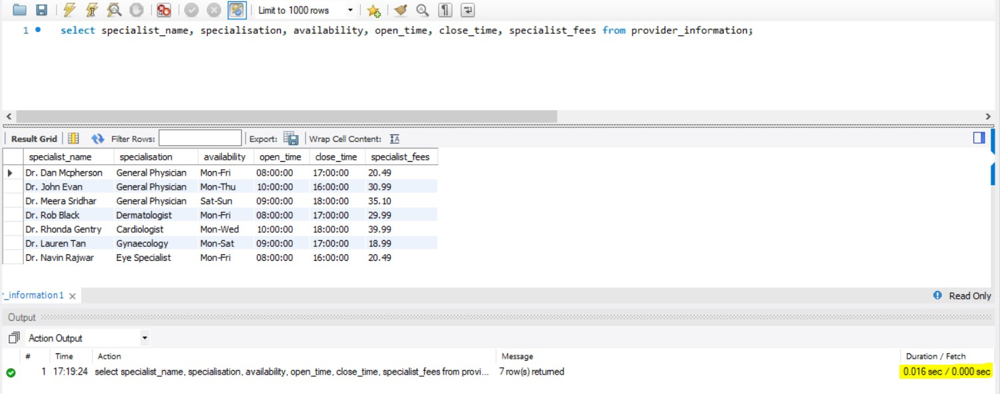 Limit to 1000 rows
1 select specialist_name, specialisation, availability, open_time, close_time, specialist_fees from provider_information;
Result Grid Filter Rows: Export: Wrap Cell Content:
specialist_name specialisation availability open_time close_time specialist_fees
Dr. Dan Mcpherson General Physician Mon-Fri 08:00:00 17:00:00 20.49
Dr. John Evan General Physician Mon-Thu 10:00:00 16:00:00 30.99
Dr. Meera Sridhar General Physician Sat-Sun 09:00:00 18:00:00 35.10
Dr. Rob Black Dermatologist Mon-Fri 08:00:00 17:00:00 29.99
Dr. Rhonda Gentry Cardiologist Mon-Wed 10:00:00 18:00:00 39.99
Dr. Lauren Tan Gynaecology Mon-Sat 09:00:00 17:00:00 18.99
Dr. Navin Rajwar Eye Specialist Mon-Fri 08:00:00 16:00:00 20.49
r_information1 Read Only
Output
Action Output
# Time Action Message Duration / Fetch
1 17:19:24 select specialist_name, specialisation, availability, open_time, close_time, specialist_fees from provi... 7 row(s) returned 0.016 sec / 0.000 sec